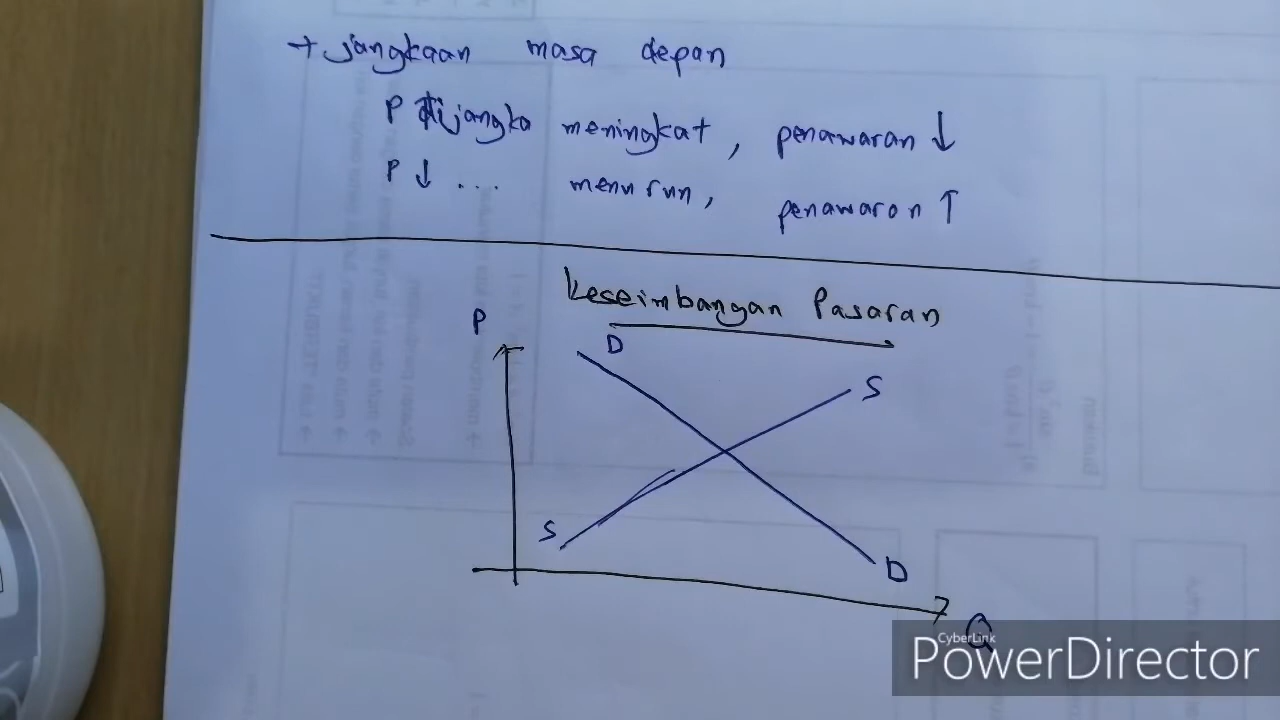 → jangkaan masa depan
P dijangka meningkat, penawaran ↓
P ↓ ... menurun, penawaran ↑
Keseimbangan Pasaran
P
D
S
S
D
Q
CyberLink
PowerDirector